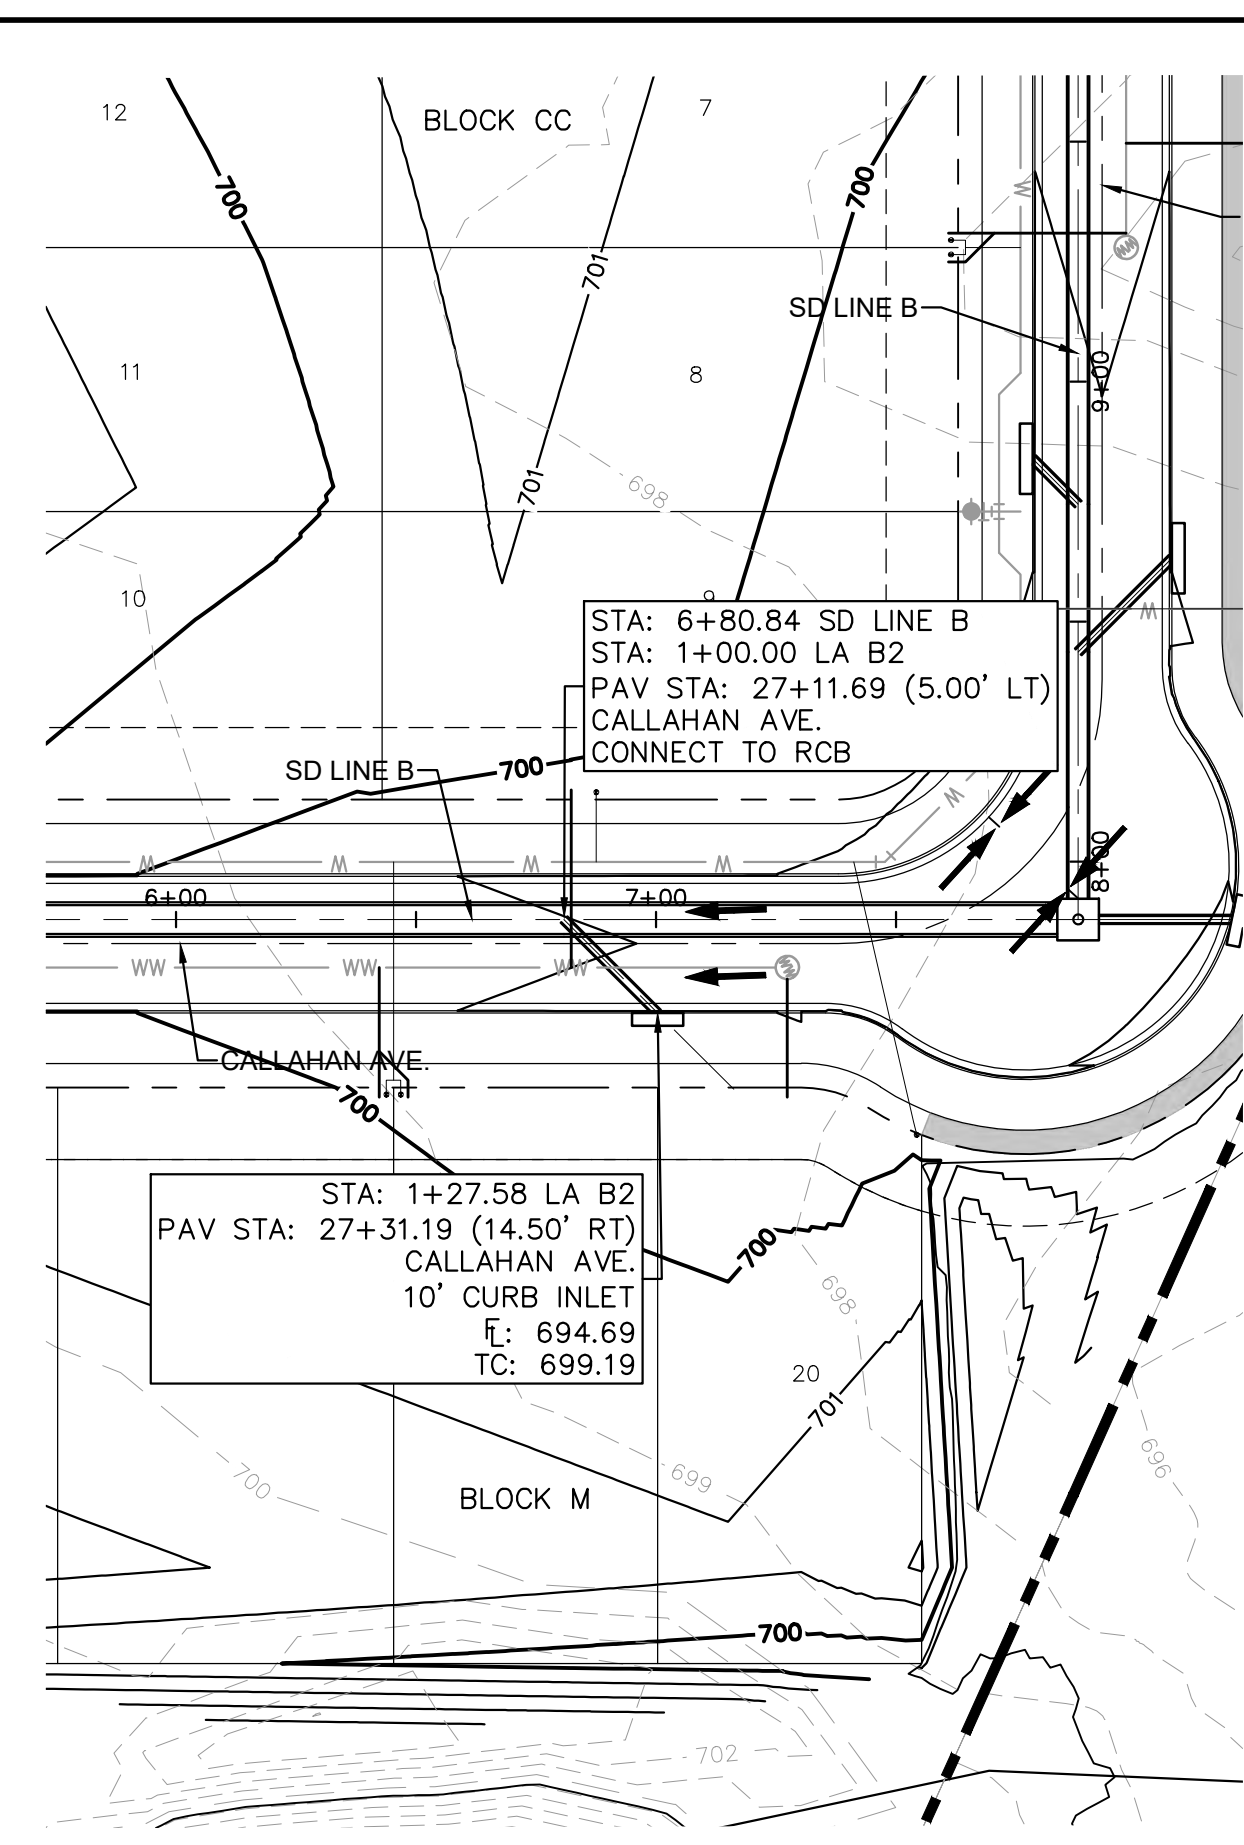 12
BLOCK CC
7
700
700
W
701
SD LINE B
11
8
9+00
701
698
10
9
W
STA: 6+80.84 SD LINE B
STA: 1+00.00 LA B2
PAV STA: 27+11.69 (5.00' LT)
CALLAHAN AVE.
CONNECT TO RCB
SD LINE B
700
W
W
W
W
W
8+00
6+00
7+00
WW
WW
WW
WW
WW
CALLAHAN AVE.
700
STA: 1+27.58 LA B2
PAV STA: 27+31.19 (14.50' RT)
CALLAHAN AVE.
10' CURB INLET
FL: 694.69
TC: 699.19
700
698
20
701
696
700
699
BLOCK M
700
702